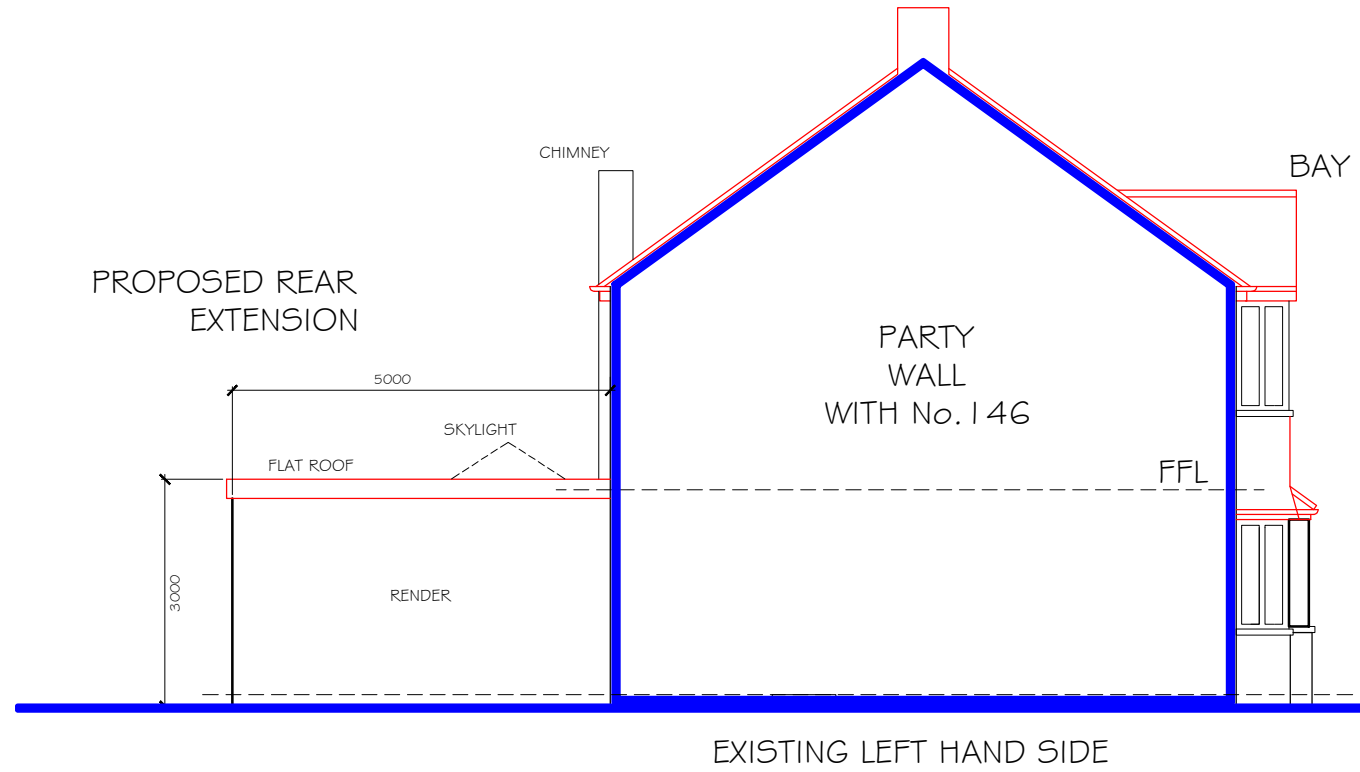 CHIMNEY
BAY
PROPOSED REAR
EXTENSION
PARTY
WALL
WITH No.146
5000
SKYLIGHT
FLAT ROOF
FFL
3000
RENDER
EXISTING LEFT HAND SIDE